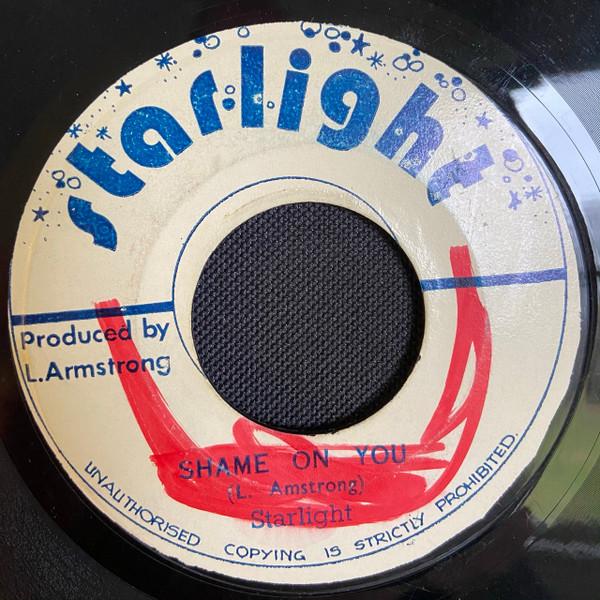 starlight
Produced by
L.Armstrong
SHAME ON YOU
(L. Amstrong)
Starlight
UNAUTHORISED COPYING IS STRICTLY PROHIBITED.